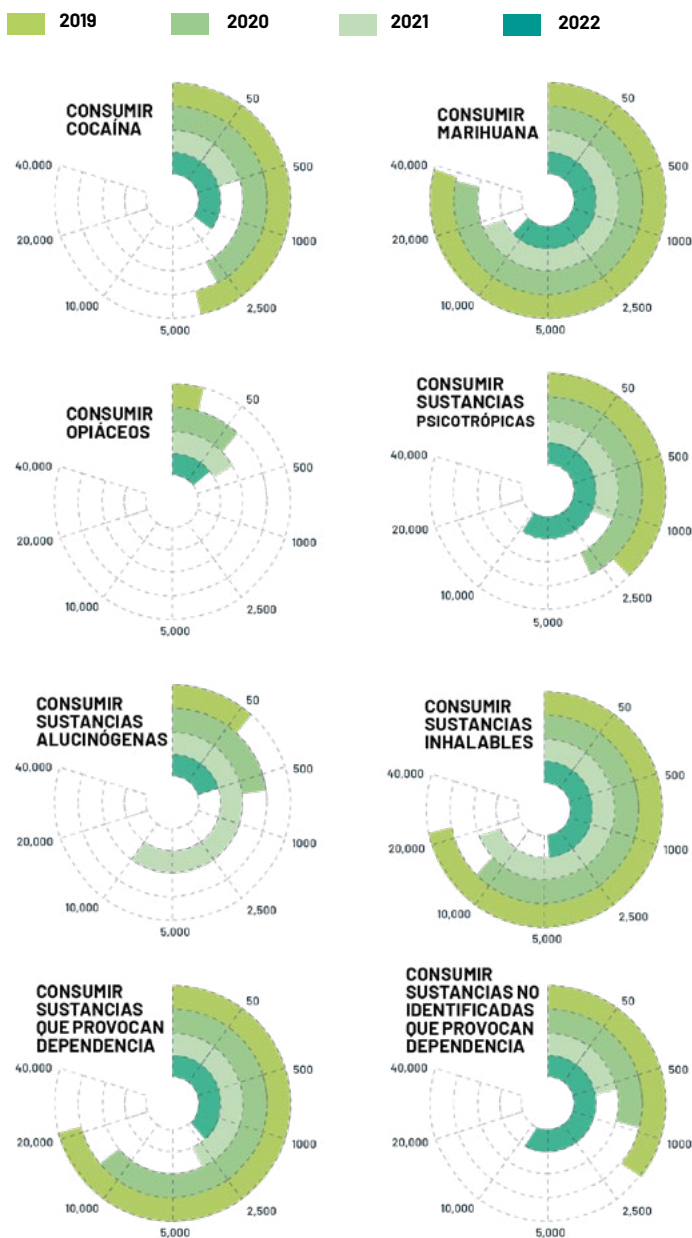 2019 2020 2021 2022
CONSUMIR
COCAÍNA
50
500
1000
2,500
5,000
10,000
20,000
40,000
CONSUMIR
MARIHUANA
50
500
1000
2,500
5,000
10,000
20,000
40,000
CONSUMIR
OPIÁCEOS
50
500
1000
2,500
5,000
10,000
20,000
40,000
CONSUMIR
SUSTANCIAS
PSICOTRÓPICAS
50
500
1000
2,500
5,000
10,000
20,000
40,000
CONSUMIR
SUSTANCIAS
ALUCINÓGENAS
50
500
1000
2,500
5,000
10,000
20,000
40,000
CONSUMIR
SUSTANCIAS
INHALABLES
50
500
1000
2,500
5,000
10,000
20,000
40,000
CONSUMIR
SUSTANCIAS
QUE PROVOCAN
DEPENDENCIA
50
500
1000
2,500
5,000
10,000
20,000
40,000
CONSUMIR
SUSTANCIAS NO
IDENTIFICADAS
QUE PROVOCAN
DEPENDENCIA
50
500
1000
2,500
5,000
10,000
20,000
40,000